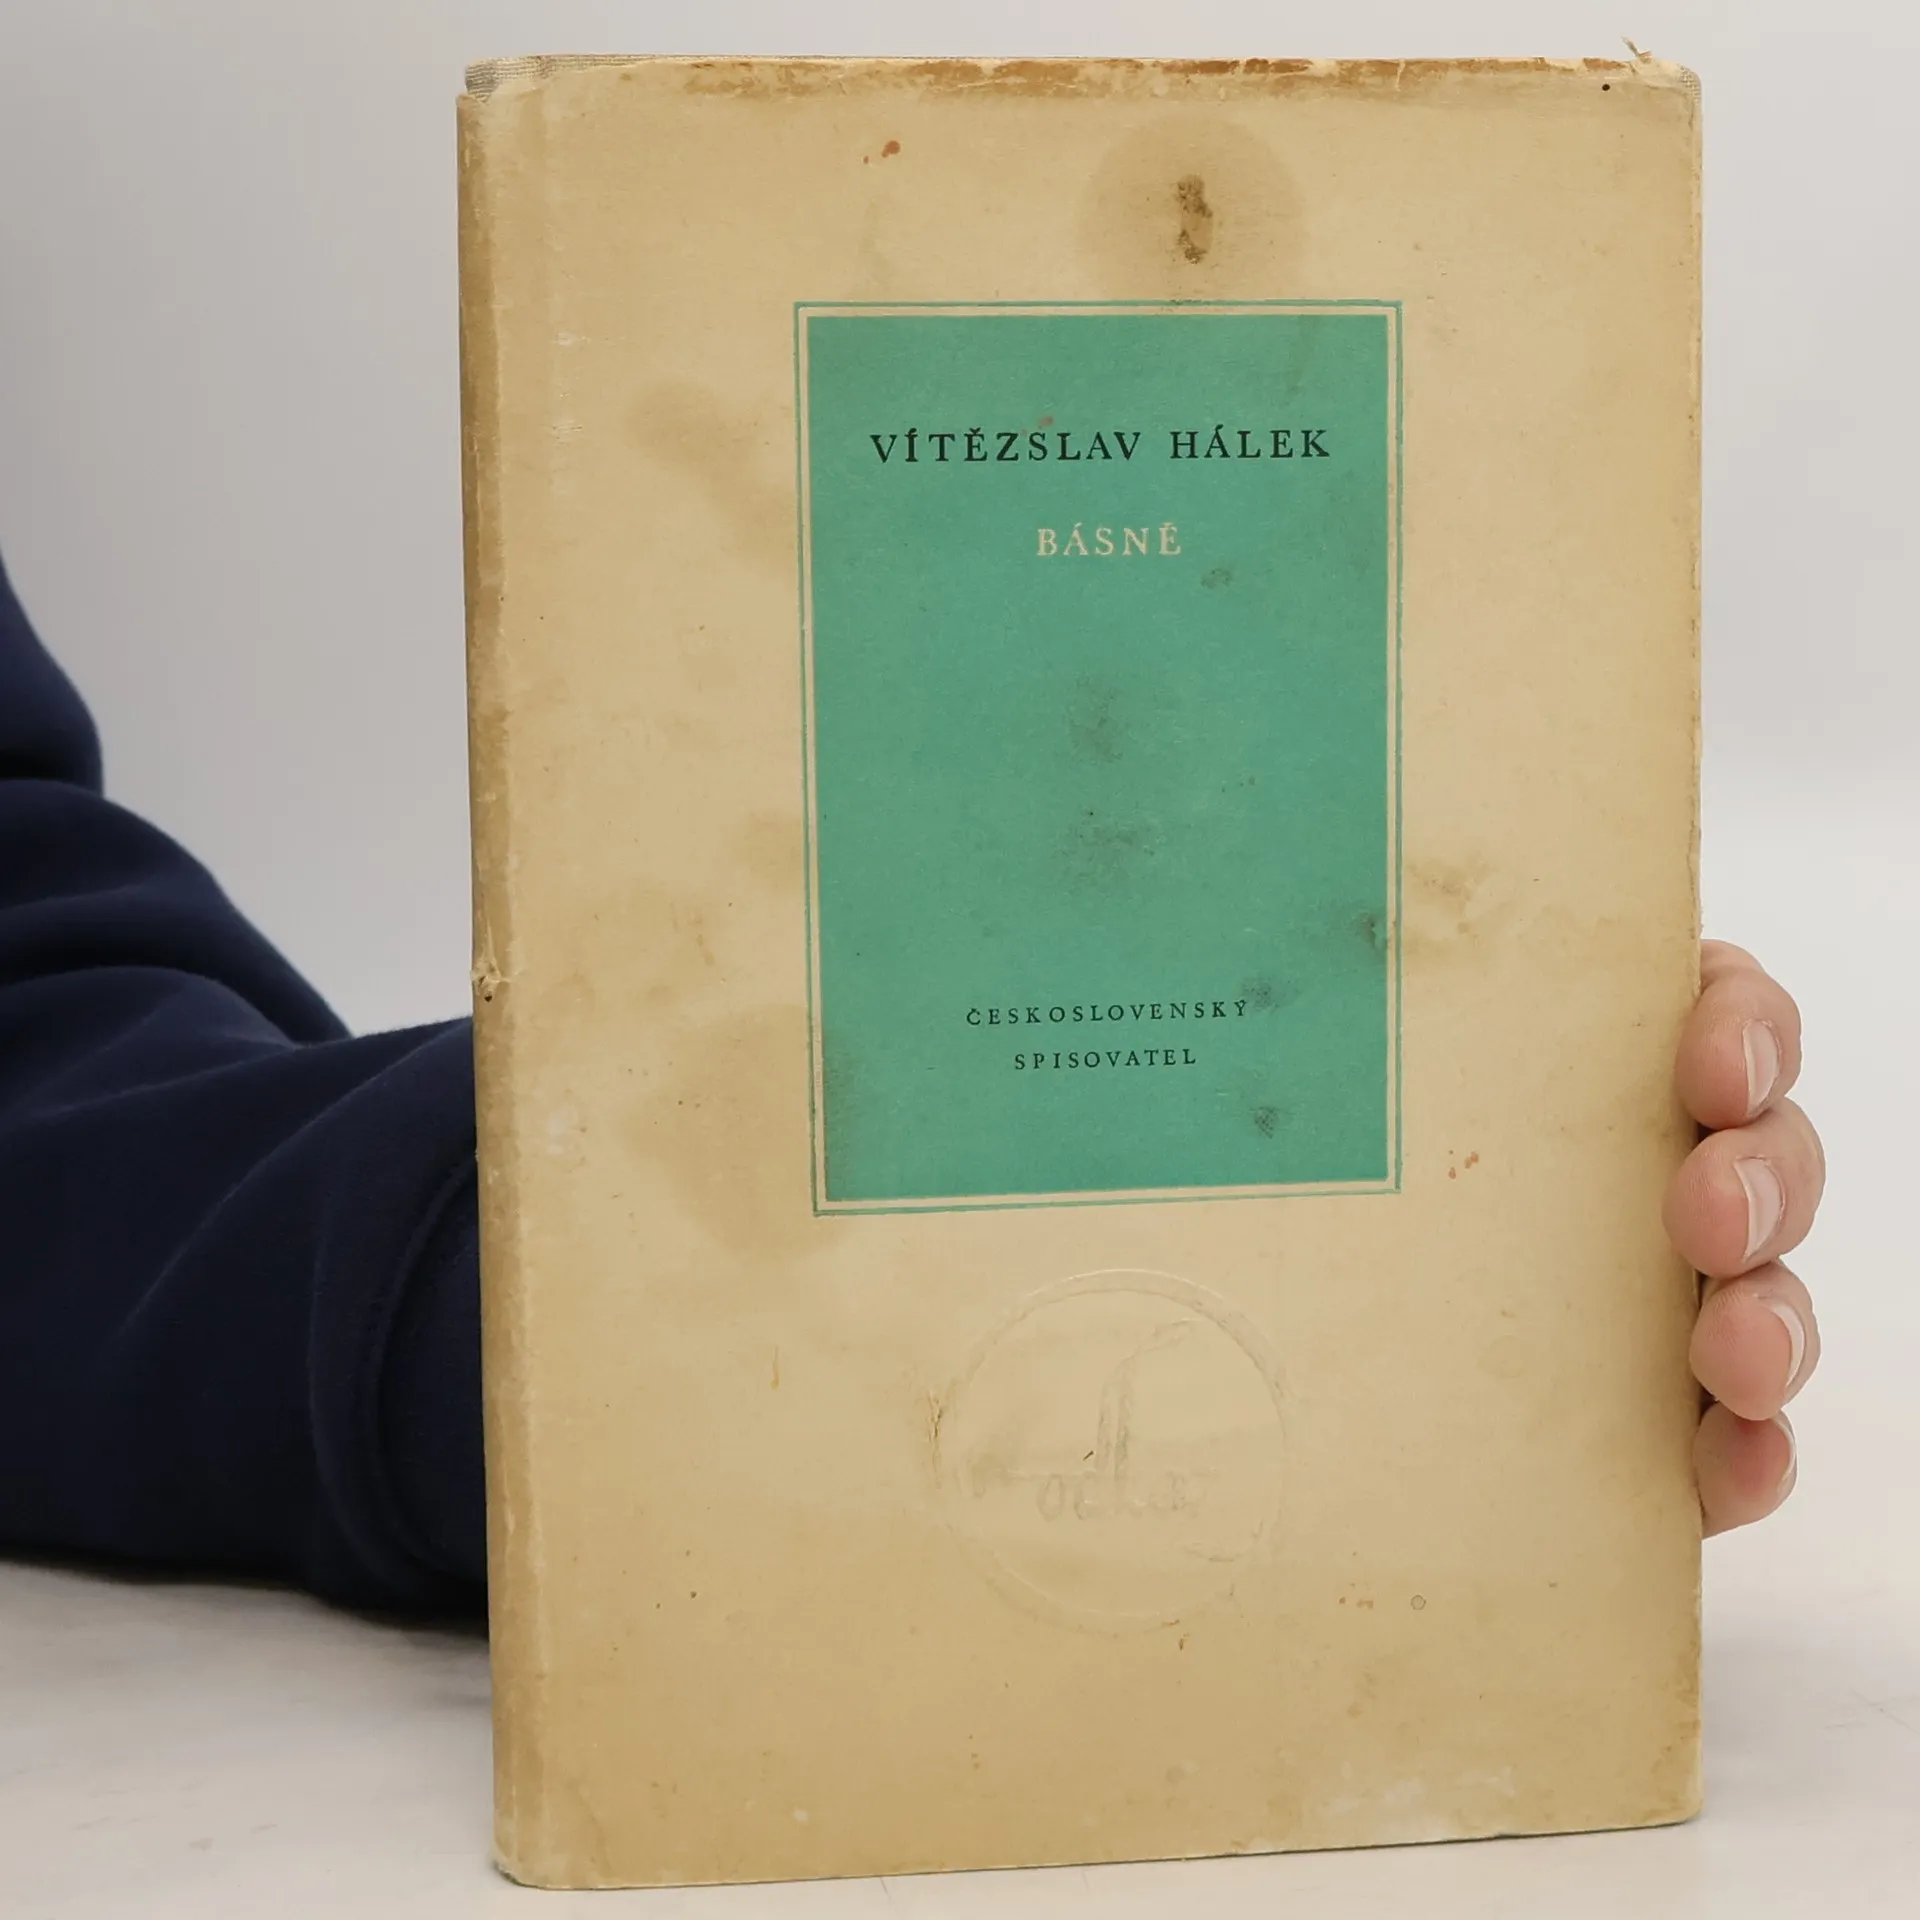 VÍTĚZSLAV HÁLEK
BÁSNĚ
ČESKOSLOVENSKÝ
SPISOVATEL